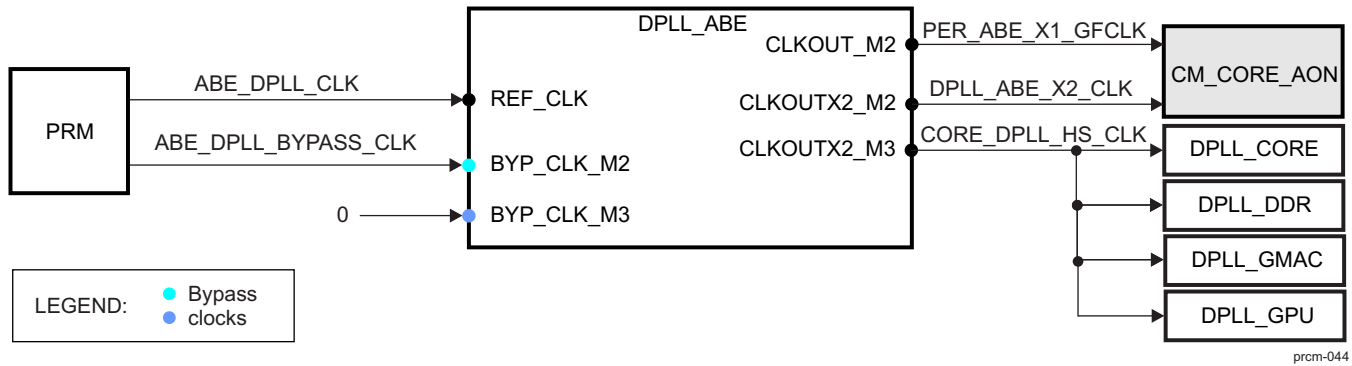 DPLL_ABE
PRM
ABE_DPLL_CLK
ABE_DPLL_BYPASS_CLK
0
REF_CLK
BYP_CLK_M2
BYP_CLK_M3
CLKOUT_M2
CLKOUTX2_M2
CLKOUTX2_M3
PER_ABE_X1_GFCLK
DPLL_ABE_X2_CLK
CORE_DPLL_HS_CLK
CM_CORE_AON
DPLL_CORE
DPLL_DDR
DPLL_GMAC
DPLL_GPU
LEGEND:
Bypass
clocks
prcm-044